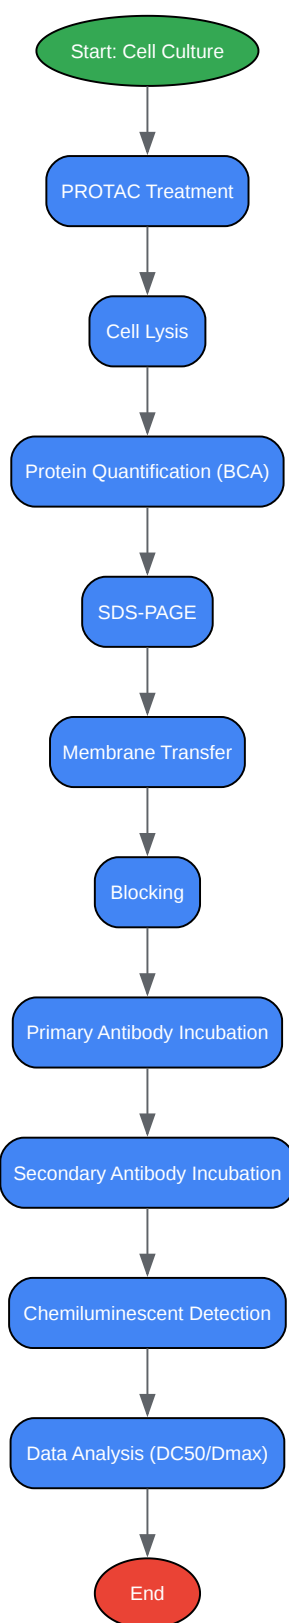 Start: Cell Culture
PROTAC Treatment
Cell Lysis
Protein Quantification (BCA)
SDS-PAGE
Membrane Transfer
Blocking
Primary Antibody Incubation
Secondary Antibody Incubation
Chemiluminescent Detection
Data Analysis (DC50/Dmax)
End